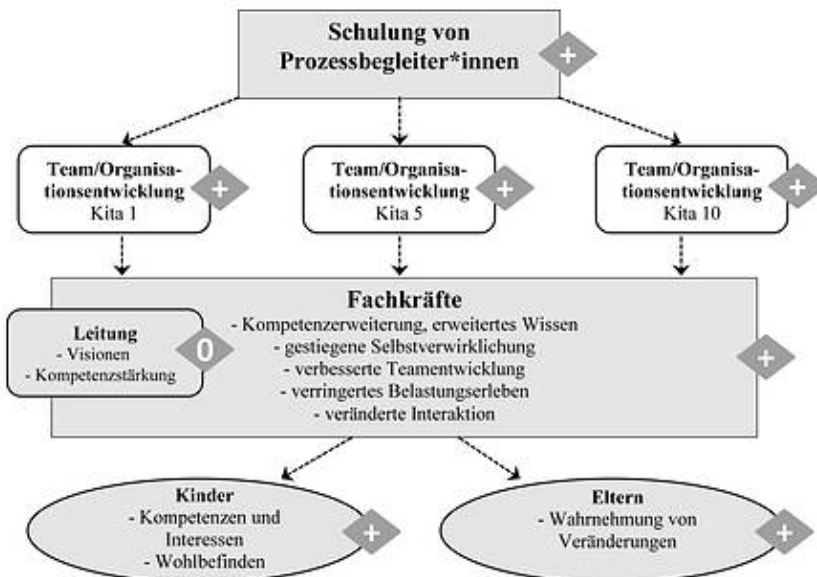 Schulung von
Prozessbegleiter*innen
+
Team/Organisa-
tionsentwicklung
Kita 1
+
Team/Organisa-
tionsentwicklung
Kita 5
+
Team/Organisa-
tionsentwicklung
Kita 10
+
Fachkräfte
- Kompetenzerweiterung, erweitertes Wissen
- gestiegene Selbstverwirklichung
- verbesserte Teamentwicklung
- verringertes Belastungserleben
- veränderte Interaktion
+
Leitung
- Visionen
- Kompetenzstärkung
0
Kinder
- Kompetenzen und
Interessen
- Wohlbefinden
+
Eltern
- Wahrnehmung von
Veränderungen
+